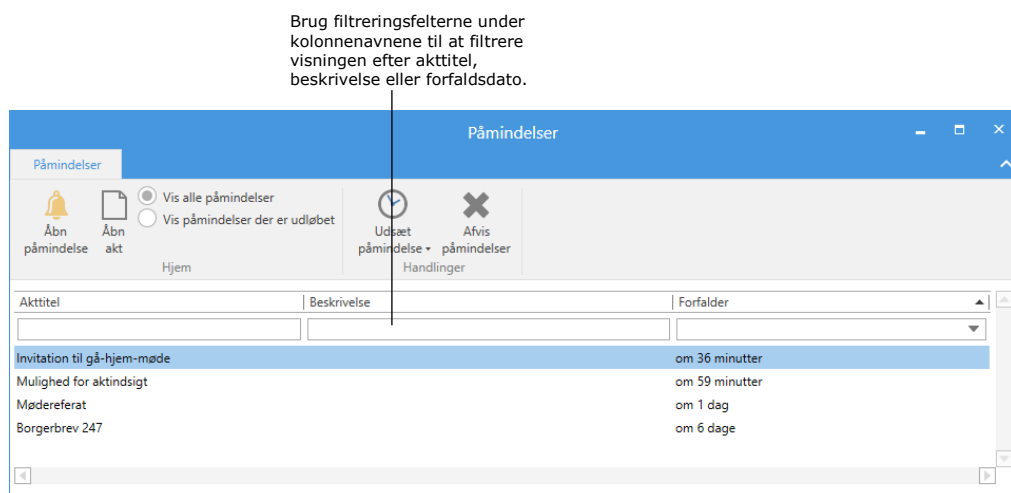 Brug filtreringsfelterne under
kolonnenavnene til at filtrere
visningen efter akttitel,
beskrivelse eller forfaldsdato.
Påmindelser
Påmindelser
Åbn påmindelse
Åbn akt
Vis alle påmindelser
Vis påmindelser der er udløbet
Udsæt påmindelse
Afvis påmindelser
Hjem
Handlinger
Akttitel Beskrivelse Forfalder
Invitation til gå-hjem-møde om 36 minutter
Mulighed for aktindsigt om 59 minutter
Mødereferat om 1 dag
Borgerbrev 247 om 6 dage